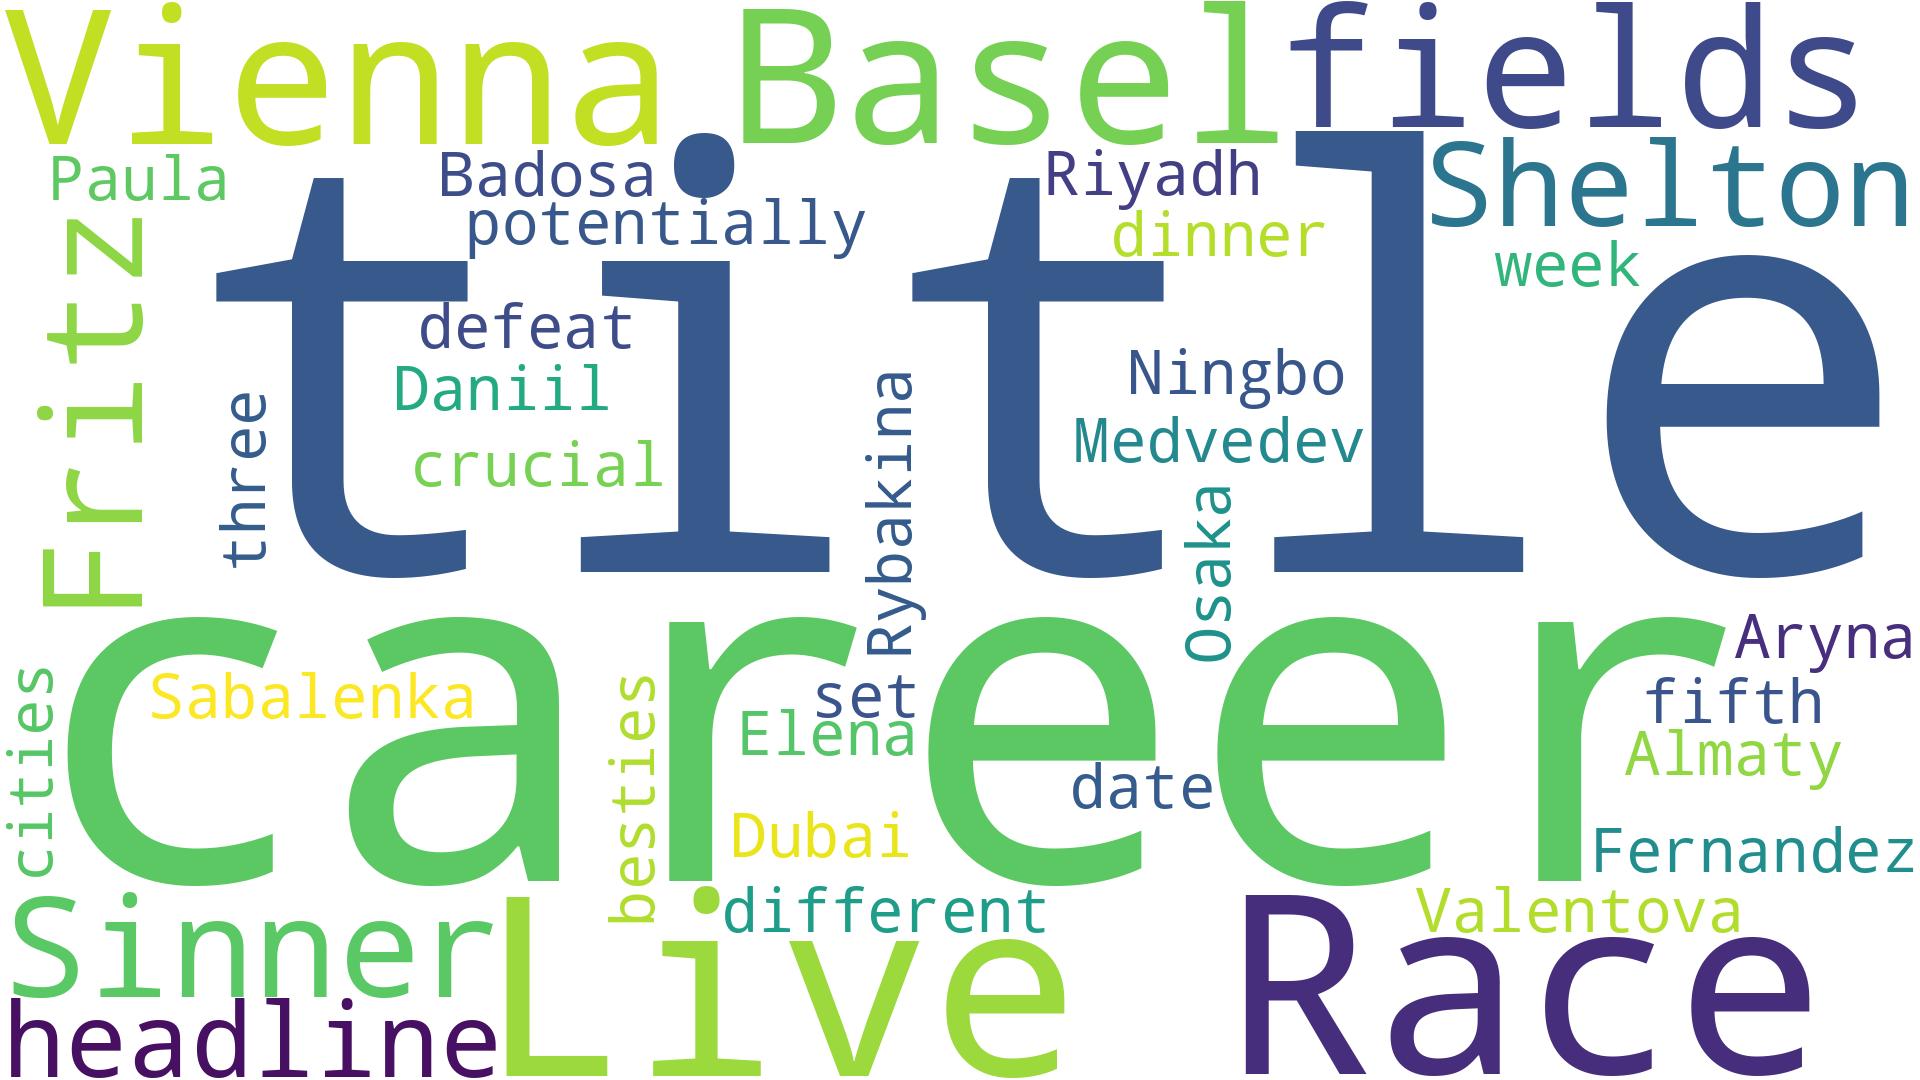 Vienna
Basel
fields
Paula
Badosa
Riyadh
Shelton
potentially
dinner
week
Fritz
title
defeat
Daniil
Ningbo
three
Rybakina
Medvedev
crucial
Osaka
career
Aryna
cities
Sabalenka
besties
set
fifth
Elena
Almaty
date
Dubai
Fernandez
Sinner
different
Valentova
Live
Race
headline